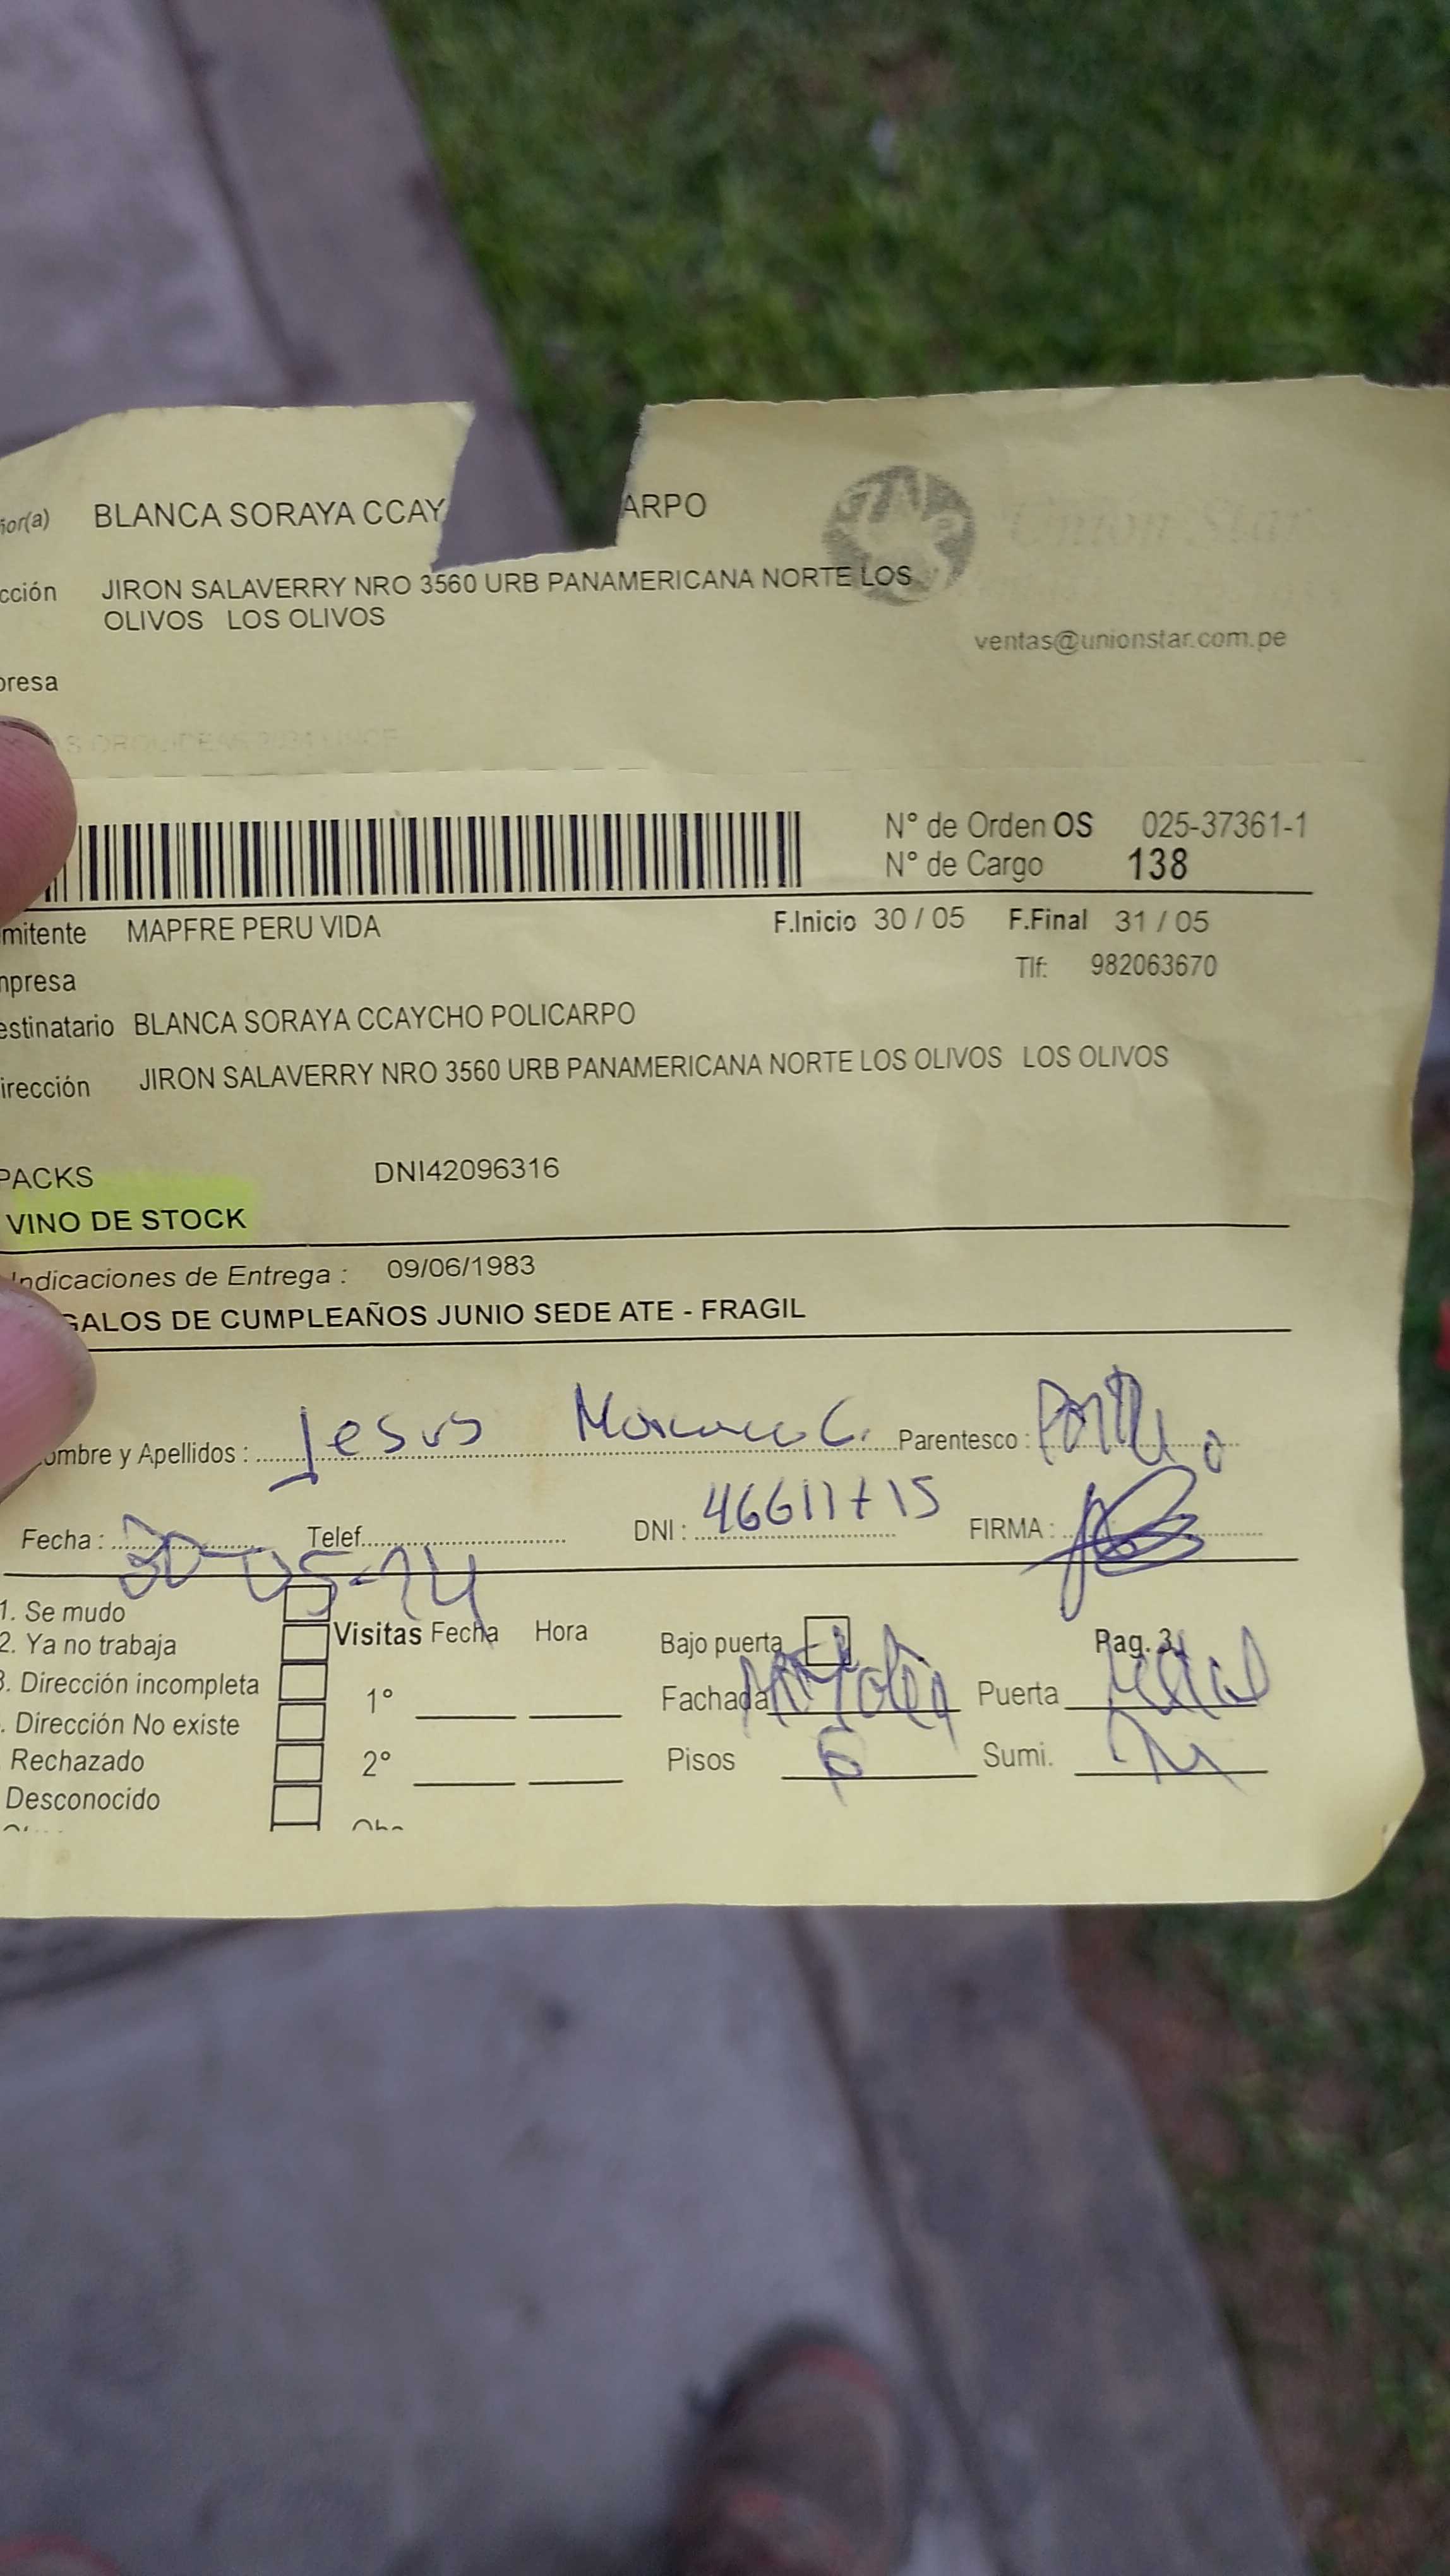 ñor(a) BLANCA SORAYA CCAY ARPO
Union Star
cción JIRON SALAVERRY NRO 3560 URB PANAMERICANA NORTE LOS
OLIVOS LOS OLIVOS
ventas@unionstar.com.pe
presa
N° de Orden OS 025-37361-1
N° de Cargo 138
mitente MAPFRE PERU VIDA F.Inicio 30 / 05 F.Final 31 / 05
Tlf: 982063670
mpresa
estinatario BLANCA SORAYA CCAYCHO POLICARPO
irección JIRON SALAVERRY NRO 3560 URB PANAMERICANA NORTE LOS OLIVOS LOS OLIVOS
PACKS DNI42096316
VINO DE STOCK
Indicaciones de Entrega : 09/06/1983
GALOS DE CUMPLEAÑOS JUNIO SEDE ATE - FRAGIL
ombre y Apellidos : Jesus C. Parentesco :
Fecha : Telef. DNI : FIRMA :
1. Se mudo
2. Ya no trabaja Visitas Fecha Hora Bajo puerta Pag. 3
3. Dirección incompleta 1° Fachada Puerta
. Dirección No existe
Rechazado 2° Pisos Sumi.
Desconocido